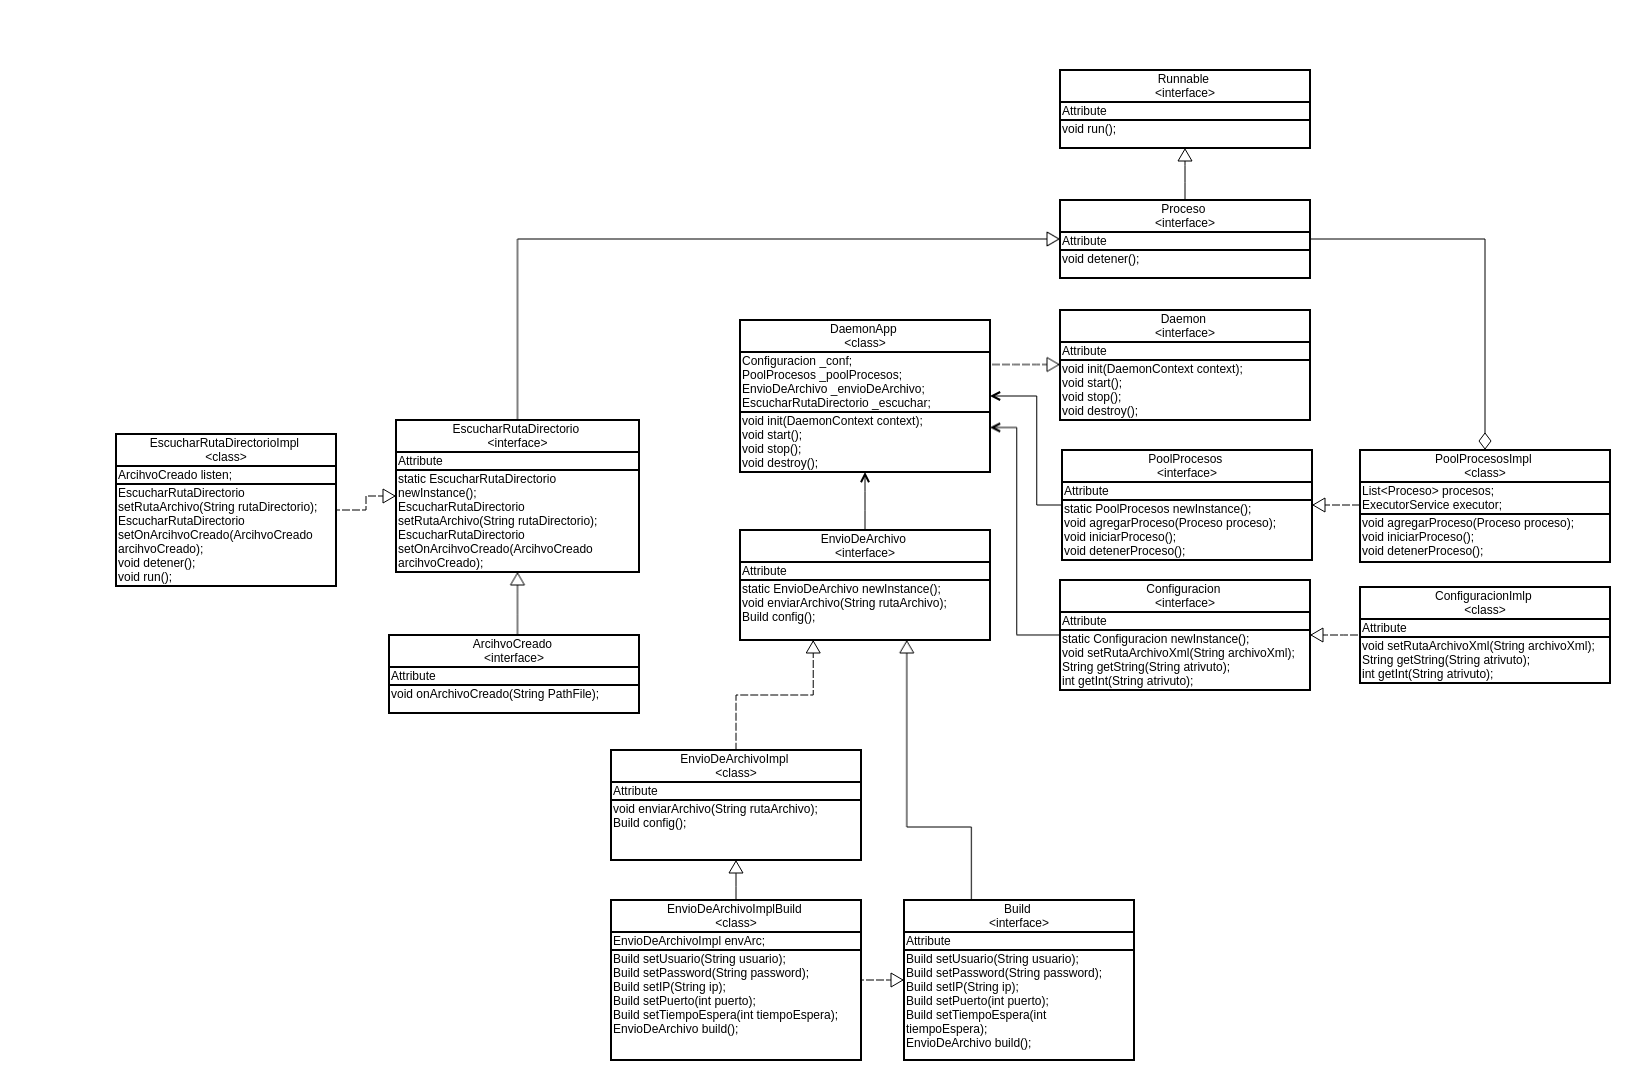 Runnable
<interface>
Attribute
void run();
Proceso
<interface>
Attribute
void detener();
DaemonApp
<class>
Configuracion _conf;
PoolProcesos _poolProcesos;
EnvioDeArchivo _envioDeArchivo;
EscucharRutaDirectorio _escuchar;
void init(DaemonContext context);
void start();
void stop();
void destroy();
Daemon
<interface>
Attribute
void init(DaemonContext context);
void start();
void stop();
void destroy();
EscucharRutaDirectorioImpl
<class>
ArcihvoCreado listen;
EscucharRutaDirectorio
setRutaArchivo(String rutaDirectorio);
EscucharRutaDirectorio
setOnArcihvoCreado(ArcihvoCreado
arcihvoCreado);
void detener();
void run();
EscucharRutaDirectorio
<interface>
Attribute
static EscucharRutaDirectorio
newInstance();
EscucharRutaDirectorio
setRutaArchivo(String rutaDirectorio);
EscucharRutaDirectorio
setOnArcihvoCreado(ArcihvoCreado
arcihvoCreado);
PoolProcesos
<interface>
Attribute
static PoolProcesos newInstance();
void agregarProceso(Proceso proceso);
void iniciarProceso();
void detenerProceso();
PoolProcesosImpl
<class>
List<Proceso> procesos;
ExecutorService executor;
void agregarProceso(Proceso proceso);
void iniciarProceso();
void detenerProceso();
EnvioDeArchivo
<interface>
Attribute
static EnvioDeArchivo newInstance();
void enviarArchivo(String rutaArchivo);
Build config();
Configuracion
<interface>
Attribute
static Configuracion newInstance();
void setRutaArchivoXml(String archivoXml);
String getString(String atrivuto);
int getInt(String atrivuto);
ConfiguracionImlp
<class>
Attribute
void setRutaArchivoXml(String archivoXml);
String getString(String atrivuto);
int getInt(String atrivuto);
ArcihvoCreado
<interface>
Attribute
void onArchivoCreado(String PathFile);
EnvioDeArchivoImpl
<class>
Attribute
void enviarArchivo(String rutaArchivo);
Build config();
EnvioDeArchivoImplBuild
<class>
EnvioDeArchivoImpl envArc;
Build setUsuario(String usuario);
Build setPassword(String password);
Build setIP(String ip);
Build setPuerto(int puerto);
Build setTiempoEspera(int tiempoEspera);
EnvioDeArchivo build();
Build
<interface>
Attribute
Build setUsuario(String usuario);
Build setPassword(String password);
Build setIP(String ip);
Build setPuerto(int puerto);
Build setTiempoEspera(int
tiempoEspera);
EnvioDeArchivo build();